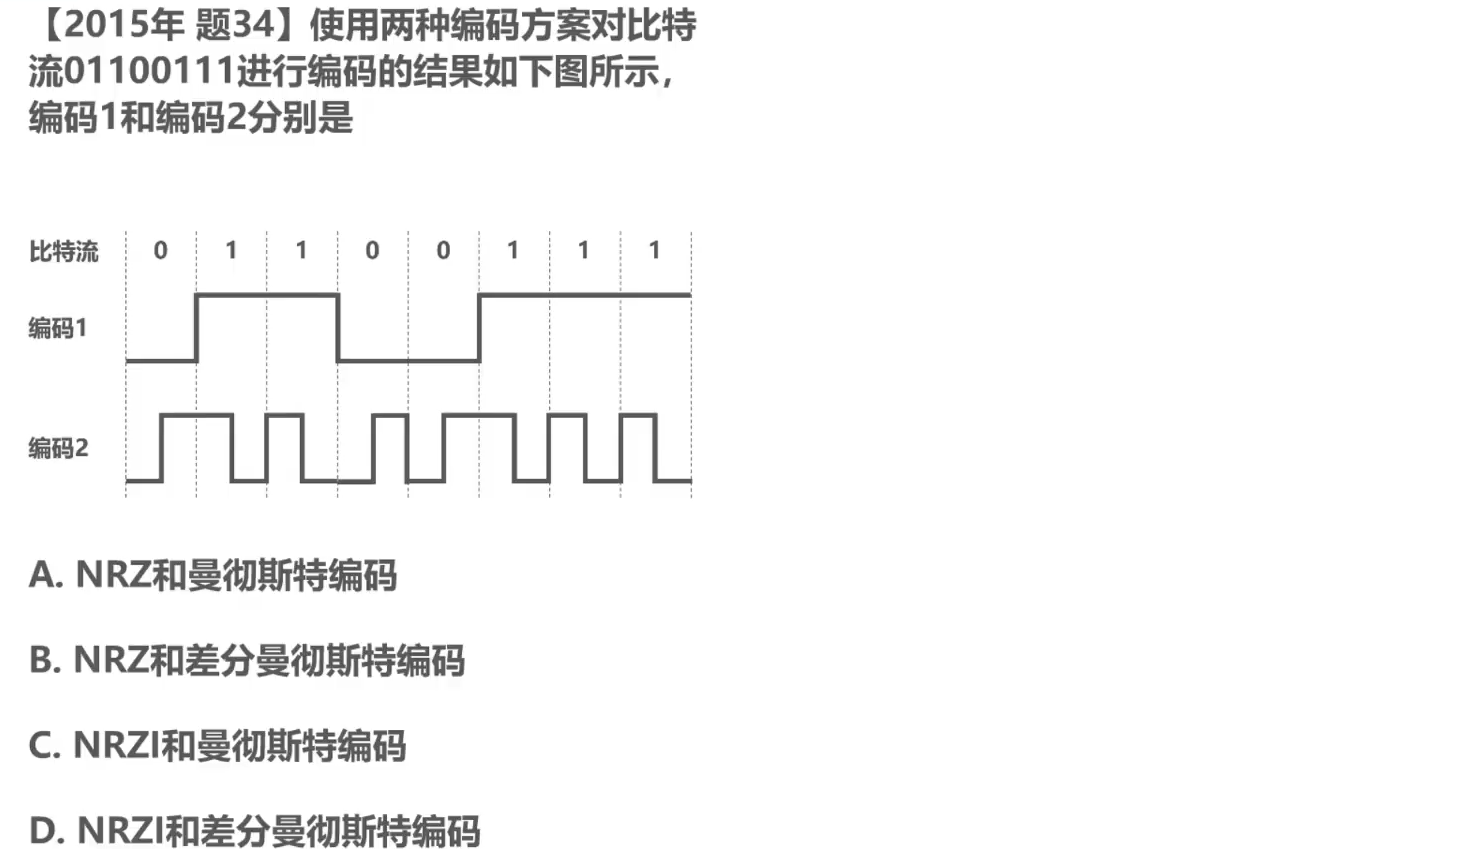 【2015年 题34】使用两种编码方案对比特
流01100111进行编码的结果如下图所示，
编码1和编码2分别是
比特流 0 1 1 0 0 1 1 1
编码1
编码2
A. NRZ和曼彻斯特编码
B. NRZ和差分曼彻斯特编码
C. NRZI和曼彻斯特编码
D. NRZI和差分曼彻斯特编码